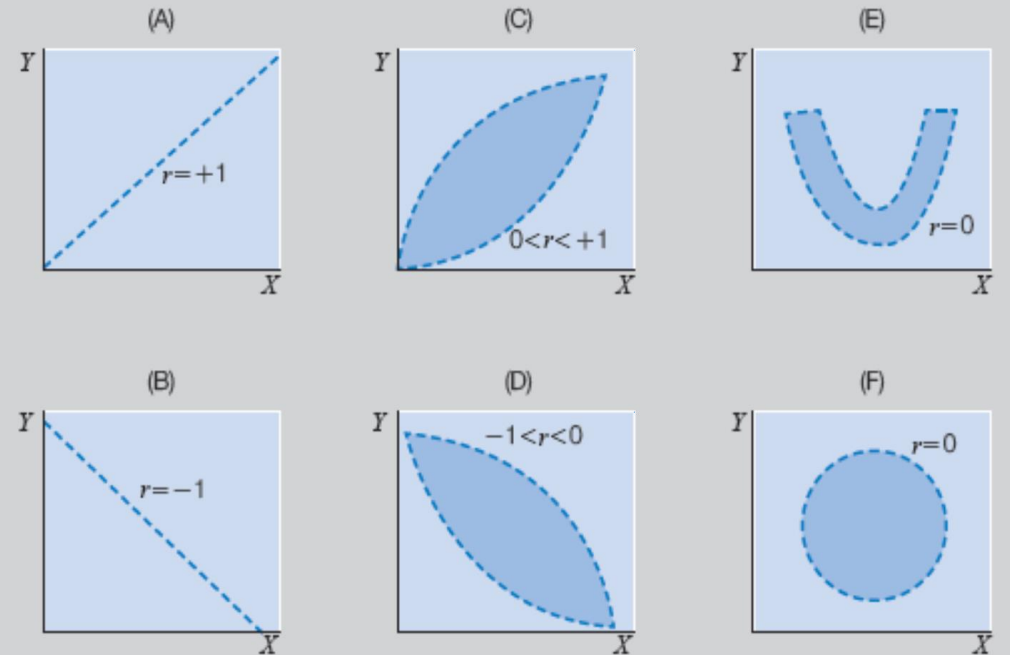 (A)
Y
r=+1
X
(C)
Y
0<r<+1
X
(E)
Y
r=0
X
(B)
Y
r=−1
X
(D)
Y
−1<r<0
X
(F)
Y
r=0
X